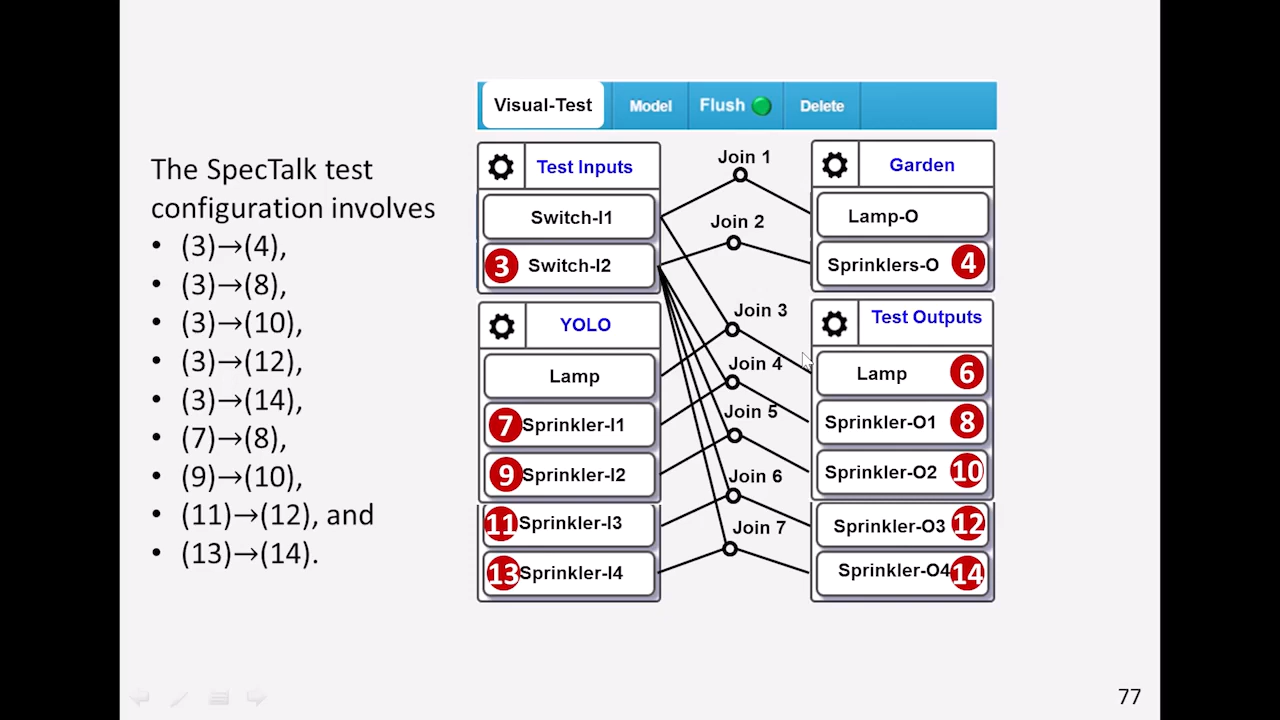 The SpecTalk test
configuration involves
• (3)→(4),
• (3)→(8),
• (3)→(10),
• (3)→(12),
• (3)→(14),
• (7)→(8),
• (9)→(10),
• (11)→(12), and
• (13)→(14).
Visual-Test Model Flush Delete
Test Inputs
Switch-I1
3 Switch-I2
YOLO
Lamp
7 Sprinkler-I1
9 Sprinkler-I2
11 Sprinkler-I3
13 Sprinkler-I4
Join 1
Join 2
Join 3
Join 4
Join 5
Join 6
Join 7
Garden
Lamp-O
Sprinklers-O 4
Test Outputs
Lamp 6
Sprinkler-O1 8
Sprinkler-O2 10
Sprinkler-O3 12
Sprinkler-O4 14
77